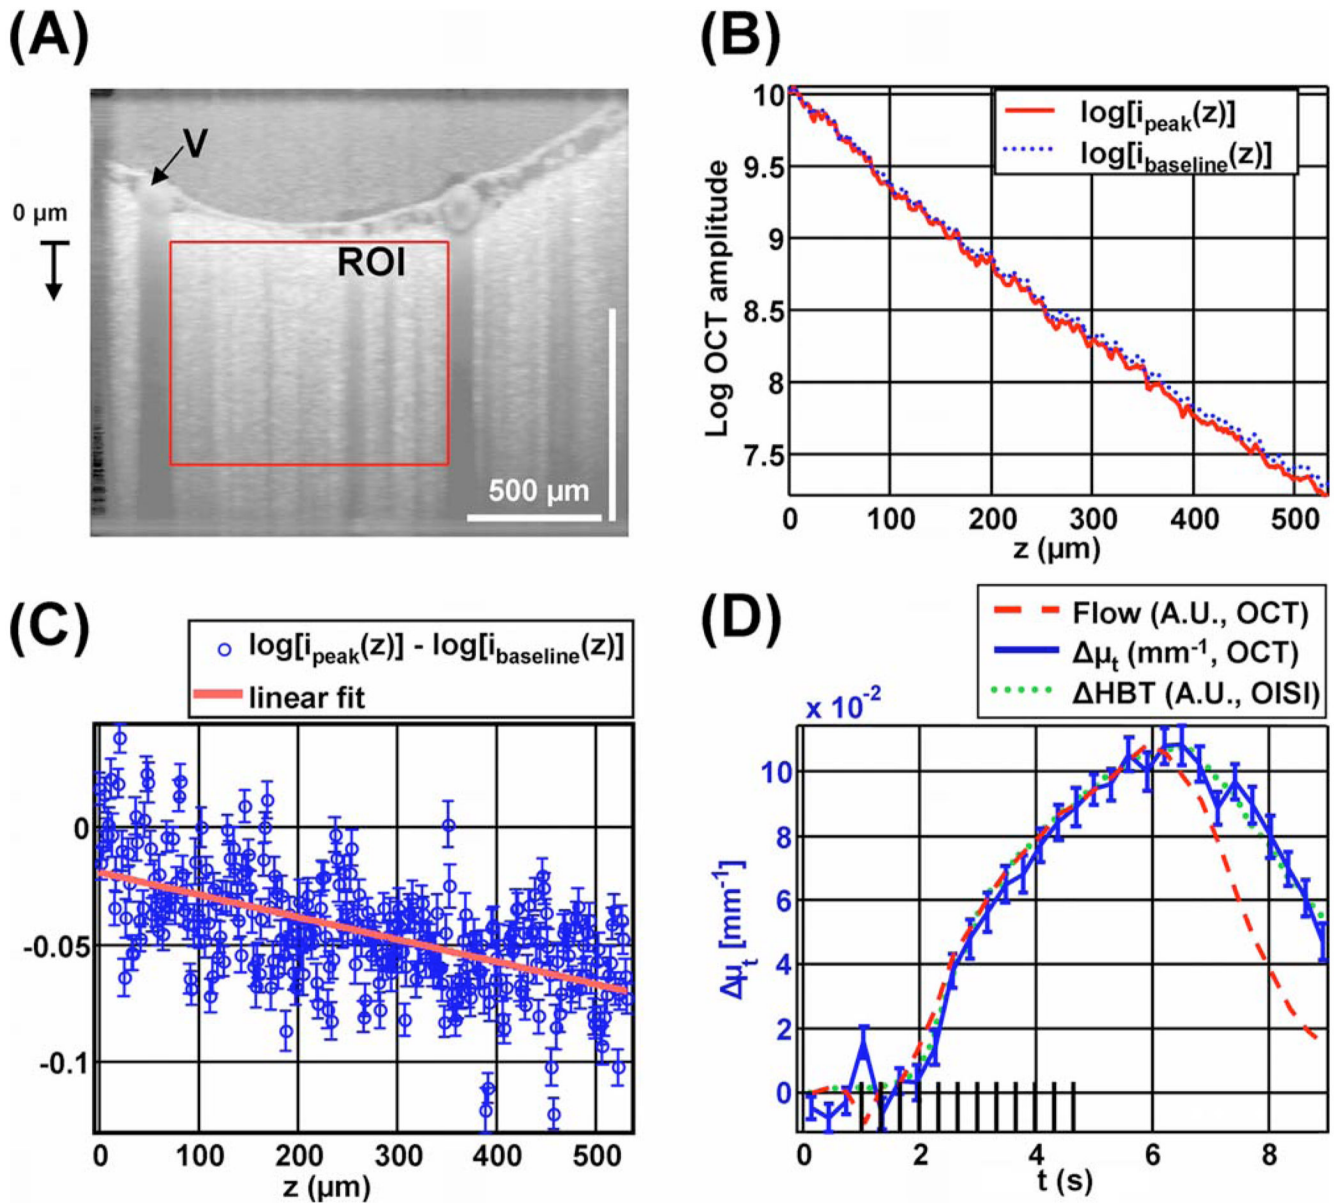 (A)
V
0 µm
ROI
500 µm
(B)
log[i_peak(z)]
log[i_baseline(z)]
Log OCT amplitude
10
9.5
9
8.5
8
7.5
0 100 200 300 400 500
z (µm)
(C)
log[i_peak(z)] - log[i_baseline(z)]
linear fit
0
-0.05
-0.1
0 100 200 300 400 500
z (µm)
(D)
Flow (A.U., OCT)
Δµ_t (mm⁻¹, OCT)
ΔHBT (A.U., OISI)
x 10⁻²
Δµ_t [mm⁻¹]
10
8
6
4
2
0
0 2 4 6 8
t (s)